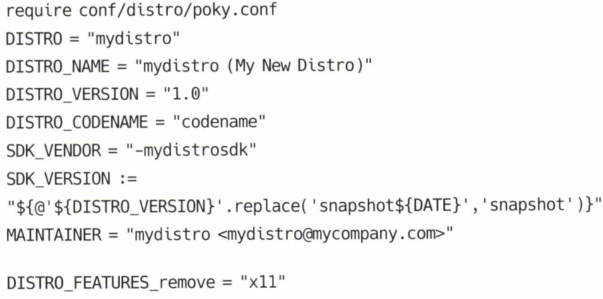 require conf/distro/poky.conf
DISTRO = "mydistro"
DISTRO_NAME = "mydistro (My New Distro)"
DISTRO_VERSION = "1.0"
DISTRO_CODENAME = "codename"
SDK_VENDOR = "-mydistrosdk"
SDK_VERSION :=
"${@'${DISTRO_VERSION}'.replace('snapshot${DATE}','snapshot')}"
MAINTAINER = "mydistro <mydistro@mycompany.com>"
DISTRO_FEATURES_remove = "x11"